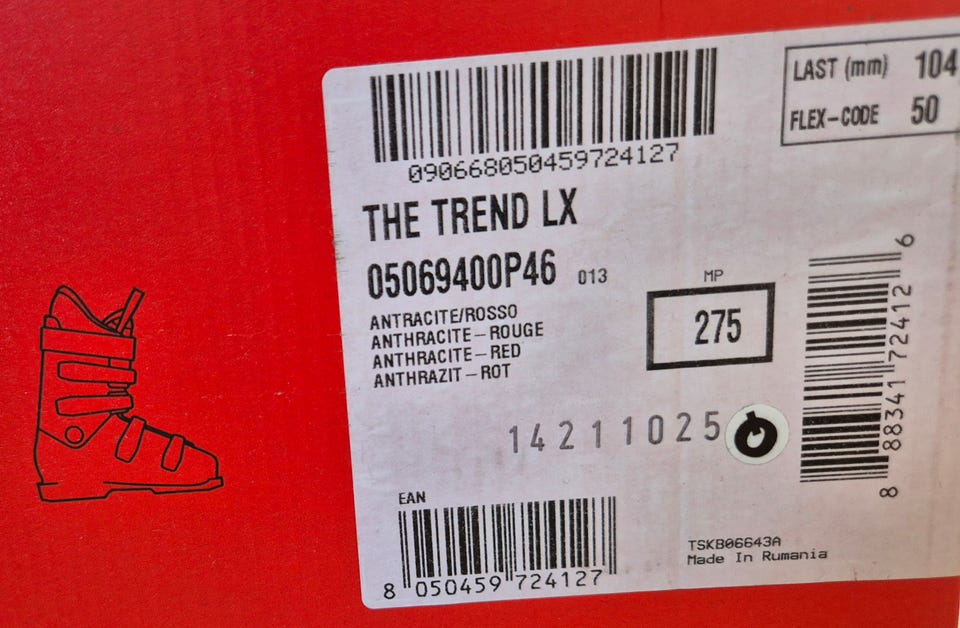 LAST (mm) 104
FLEX-CODE 50
090668050459724127
THE TREND LX
05069400P46 013
ANTRACITE/ROSSO
ANTHRACITE-ROUGE
ANTHRACITE-RED
ANTHRAZIT-ROT
MP
275
14211025
8 88341 72412 6
EAN
8 050459 724127
TSKB06643A
Made In Rumania